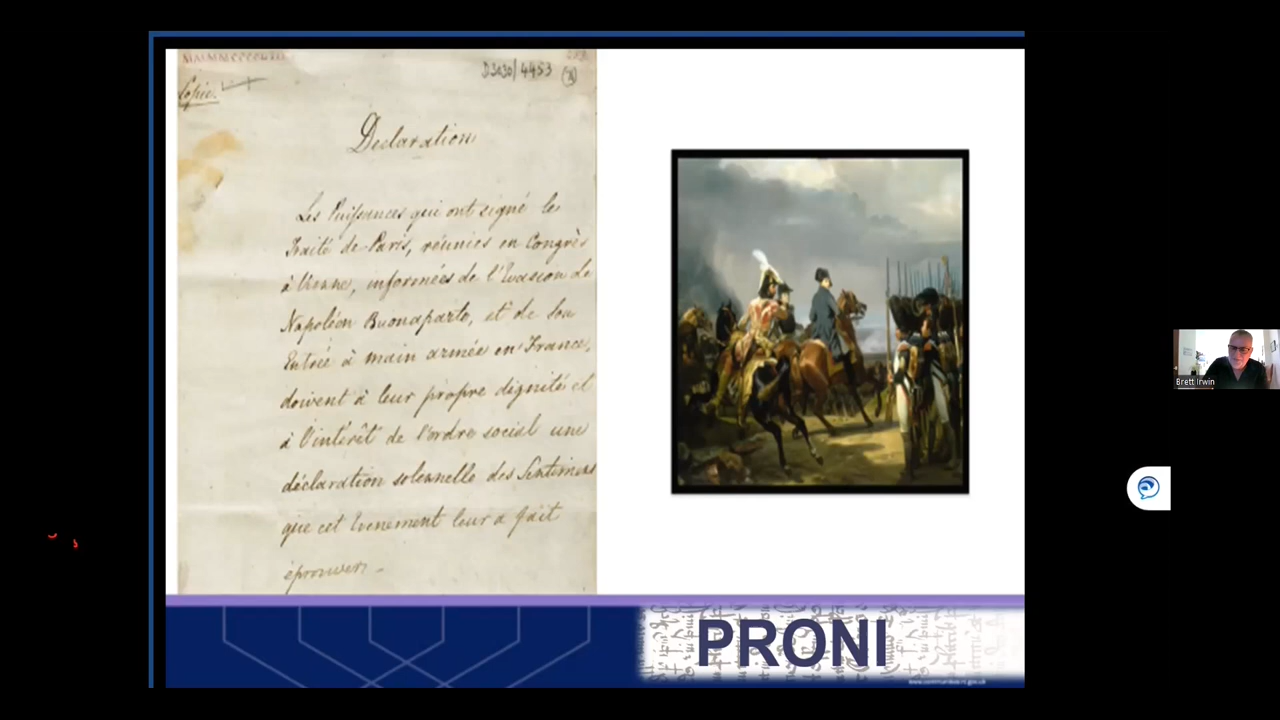 D3030/4453
Copie.
Declaration
Les Puissances qui ont signé le
Traité de Paris, réunies en Congrès
à Vienne, informées de l'Evasion de
Napoléon Buonaparte, et de son
Entrée à main armée en France,
doivent à leur propre dignité et
à l'intérêt de l'ordre social une
déclaration solennelle des Sentimens
que cet Evenement leur a fait
éprouver.
PRONI
Brett Irwin